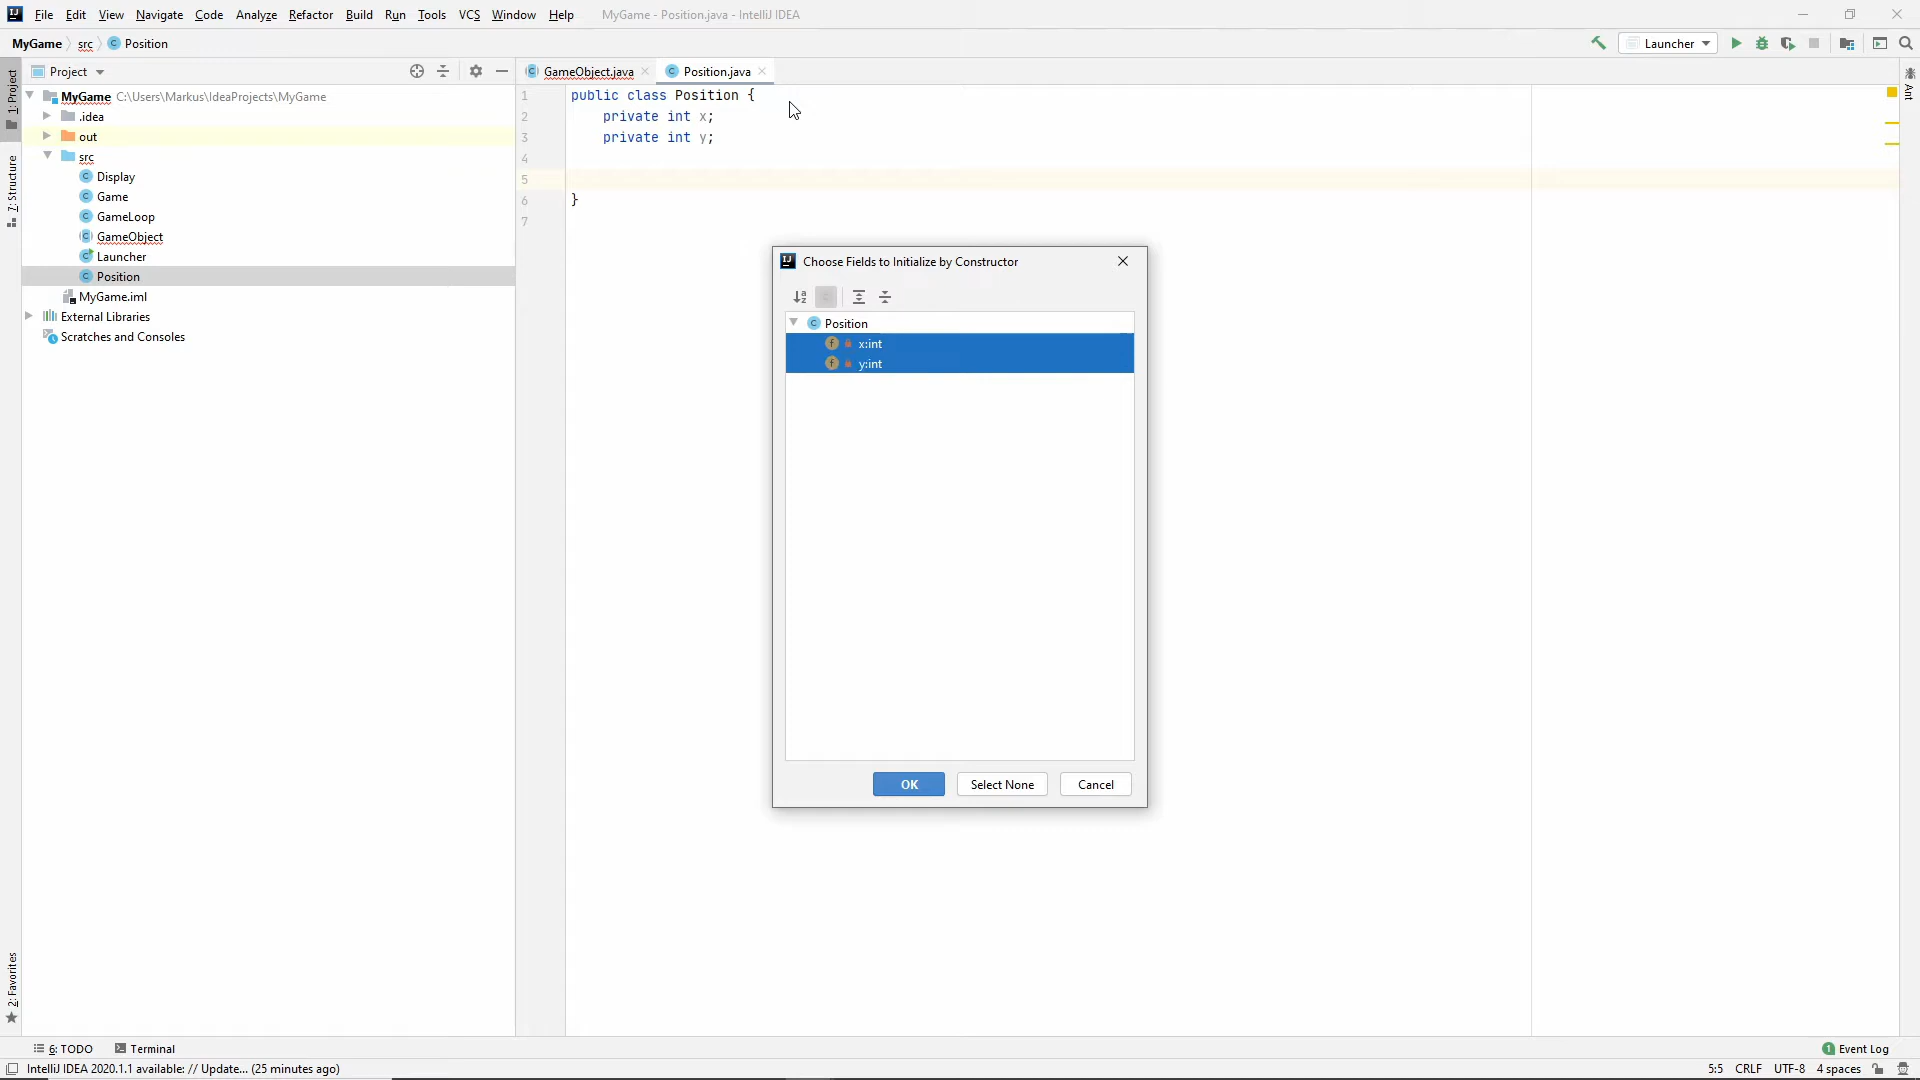 File Edit View Navigate Code Analyze Refactor Build Run Tools VCS Window Help MyGame - Position.java - IntelliJ IDEA
MyGame src Position
Launcher
1: Project
7: Structure
2: Favorites
Project
MyGame C:\Users\Markus\IdeaProjects\MyGame
.idea
out
src
Display
Game
GameLoop
GameObject
Launcher
Position
MyGame.iml
External Libraries
Scratches and Consoles
GameObject.java Position.java
1 public class Position {
2 private int x;
3 private int y;
4
5
6 }
7
Choose Fields to Initialize by Constructor
Position
x:int
y:int
OK Select None Cancel
Ant
6: TODO Terminal
1 Event Log
IntelliJ IDEA 2020.1.1 available: // Update... (25 minutes ago)
5:5 CRLF UTF-8 4 spaces